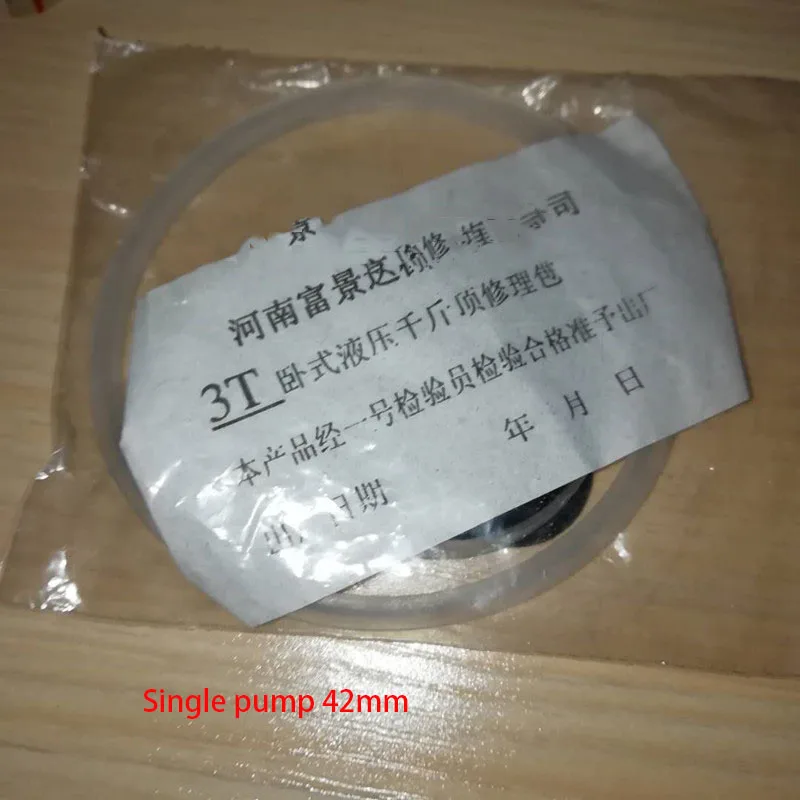 河南富景
3T 卧式液压千斤顶修理包
本产品经一号检验员检验合格准予出厂
年 月 日
日期
Single pump 42mm